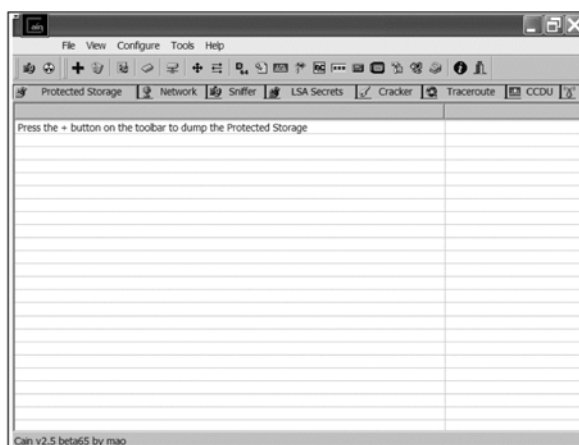 Cain
File View Configure Tools Help
Protected Storage Network Sniffer LSA Secrets Cracker Traceroute CCDU
Press the + button on the toolbar to dump the Protected Storage
Cain v2.5 beta65 by mao